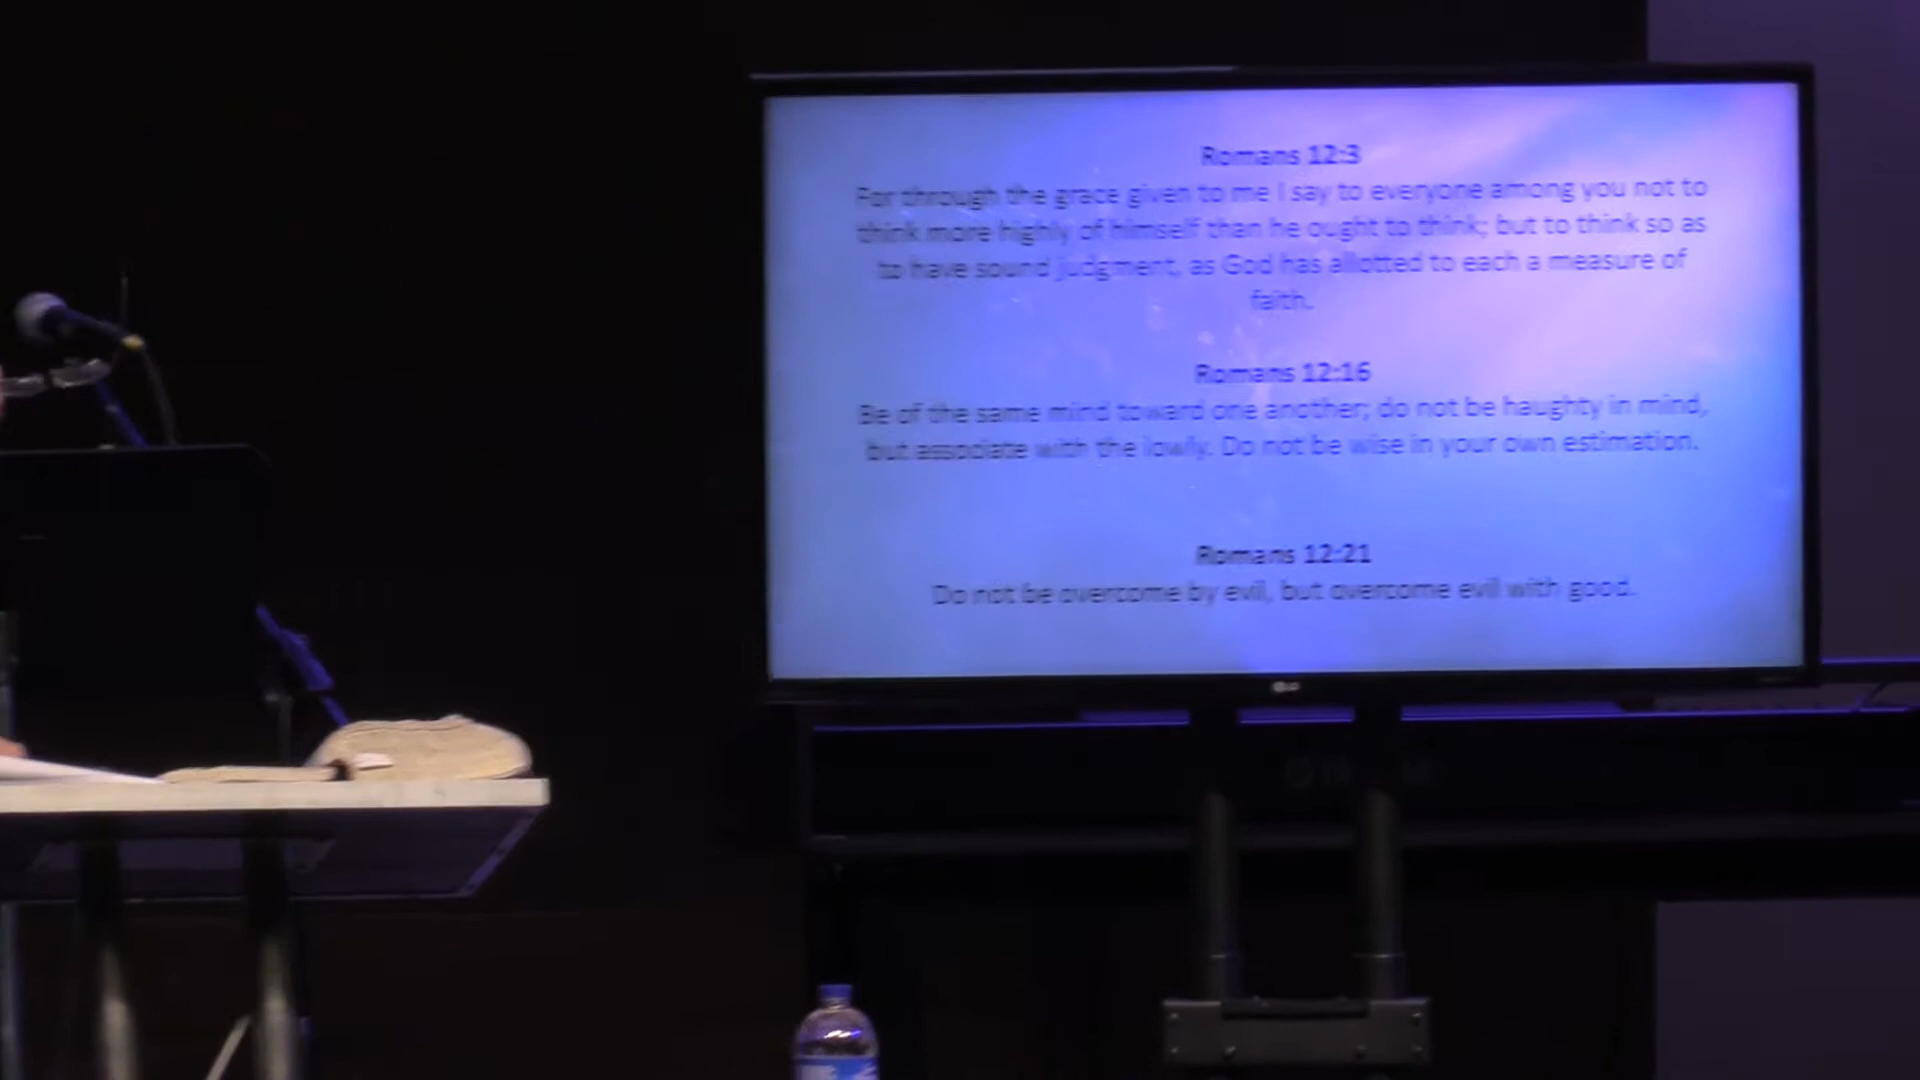 Romans 12:3
For through the grace given to me I say to everyone among you not to
think more highly of himself than he ought to think; but to think so as
to have sound judgment, as God has allotted to each a measure of
faith.
Romans 12:16
Be of the same mind toward one another; do not be haughty in mind,
but associate with the lowly. Do not be wise in your own estimation.
Romans 12:21
Do not be overcome by evil, but overcome evil with good.